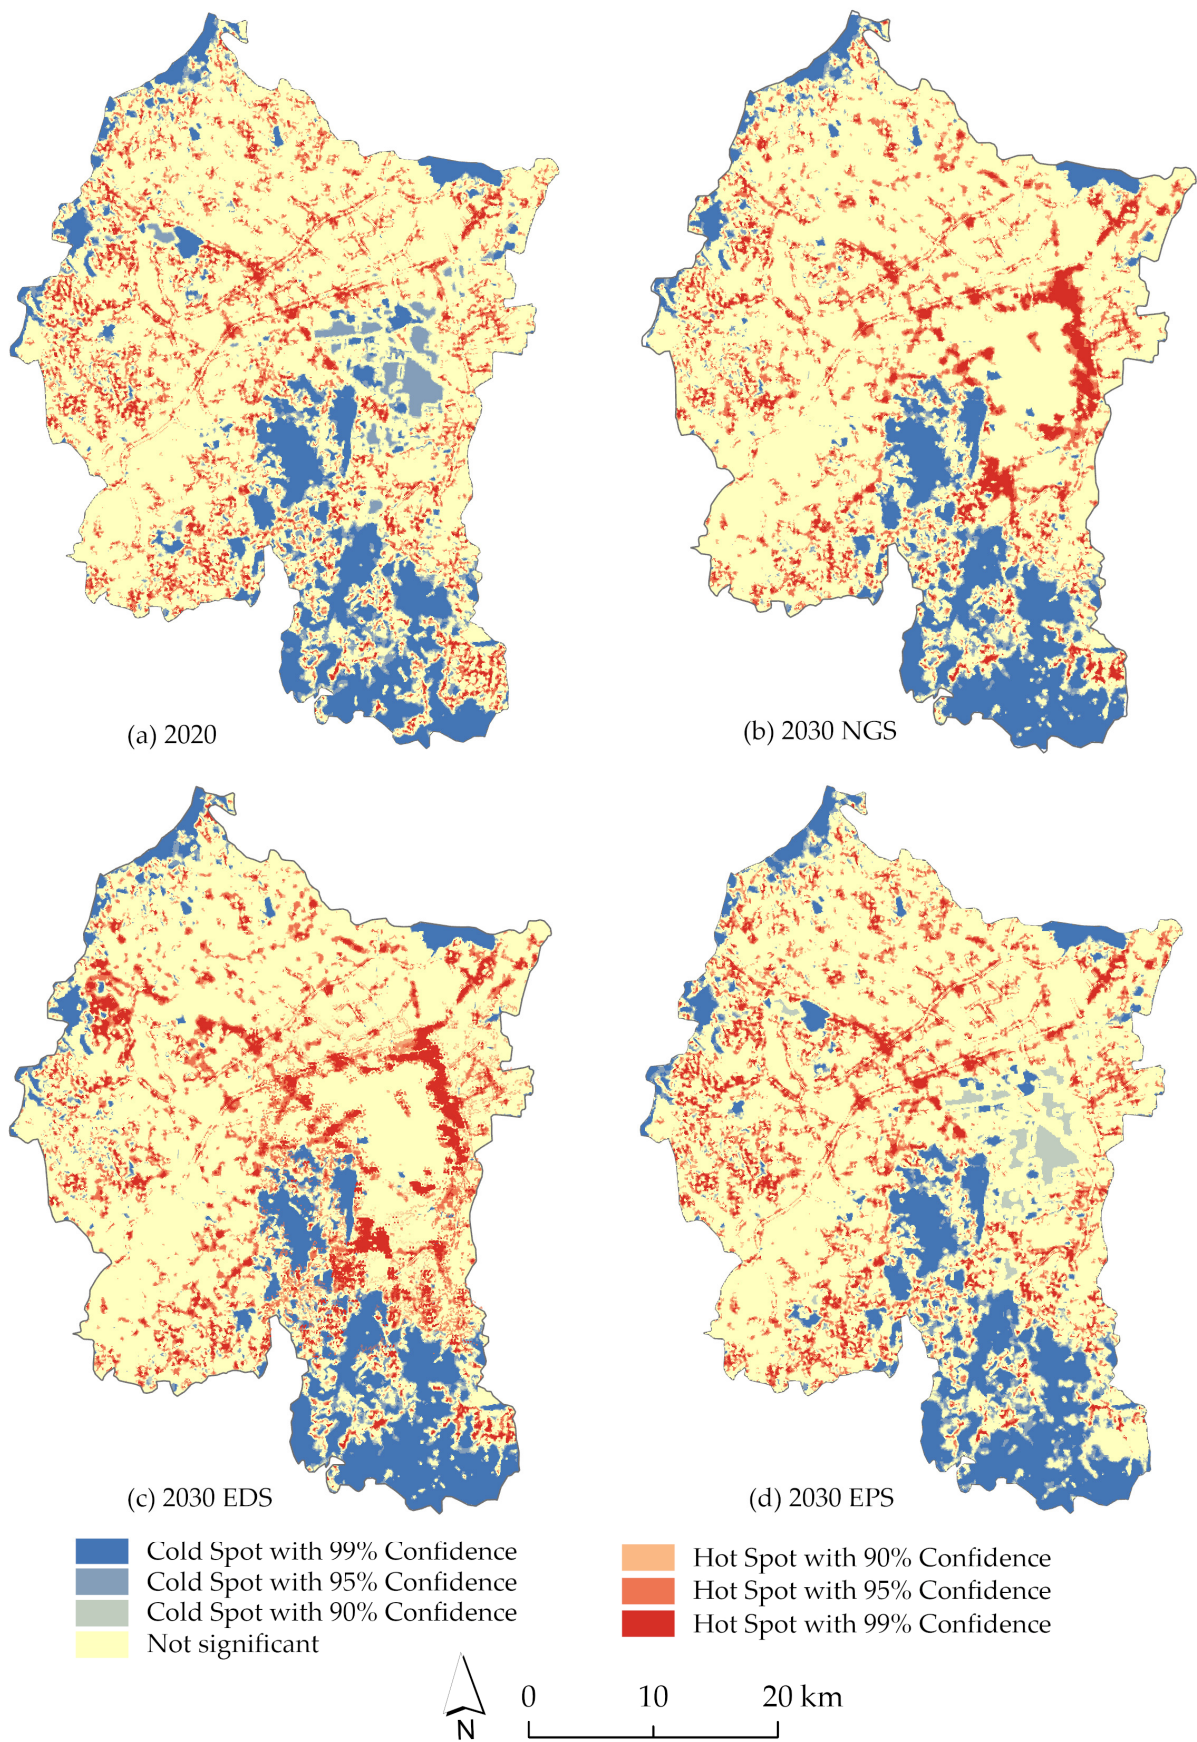 (a) 2020
(b) 2030 NGS
(c) 2030 EDS
(d) 2030 EPS
Cold Spot with 99% Confidence
Cold Spot with 95% Confidence
Cold Spot with 90% Confidence
Not significant
Hot Spot with 90% Confidence
Hot Spot with 95% Confidence
Hot Spot with 99% Confidence
N
0 10 20 km